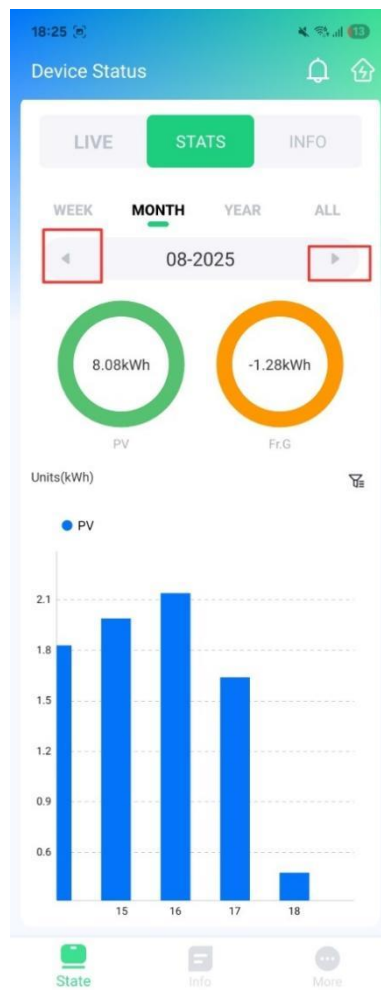 18:25
13
Device Status
LIVE STATS INFO
WEEK MONTH YEAR ALL
08-2025
8.08kWh -1.28kWh
PV Fr.G
Units(kWh)
PV
2.1
1.8
1.5
1.2
0.9
0.6
15 16 17 18
State Info More